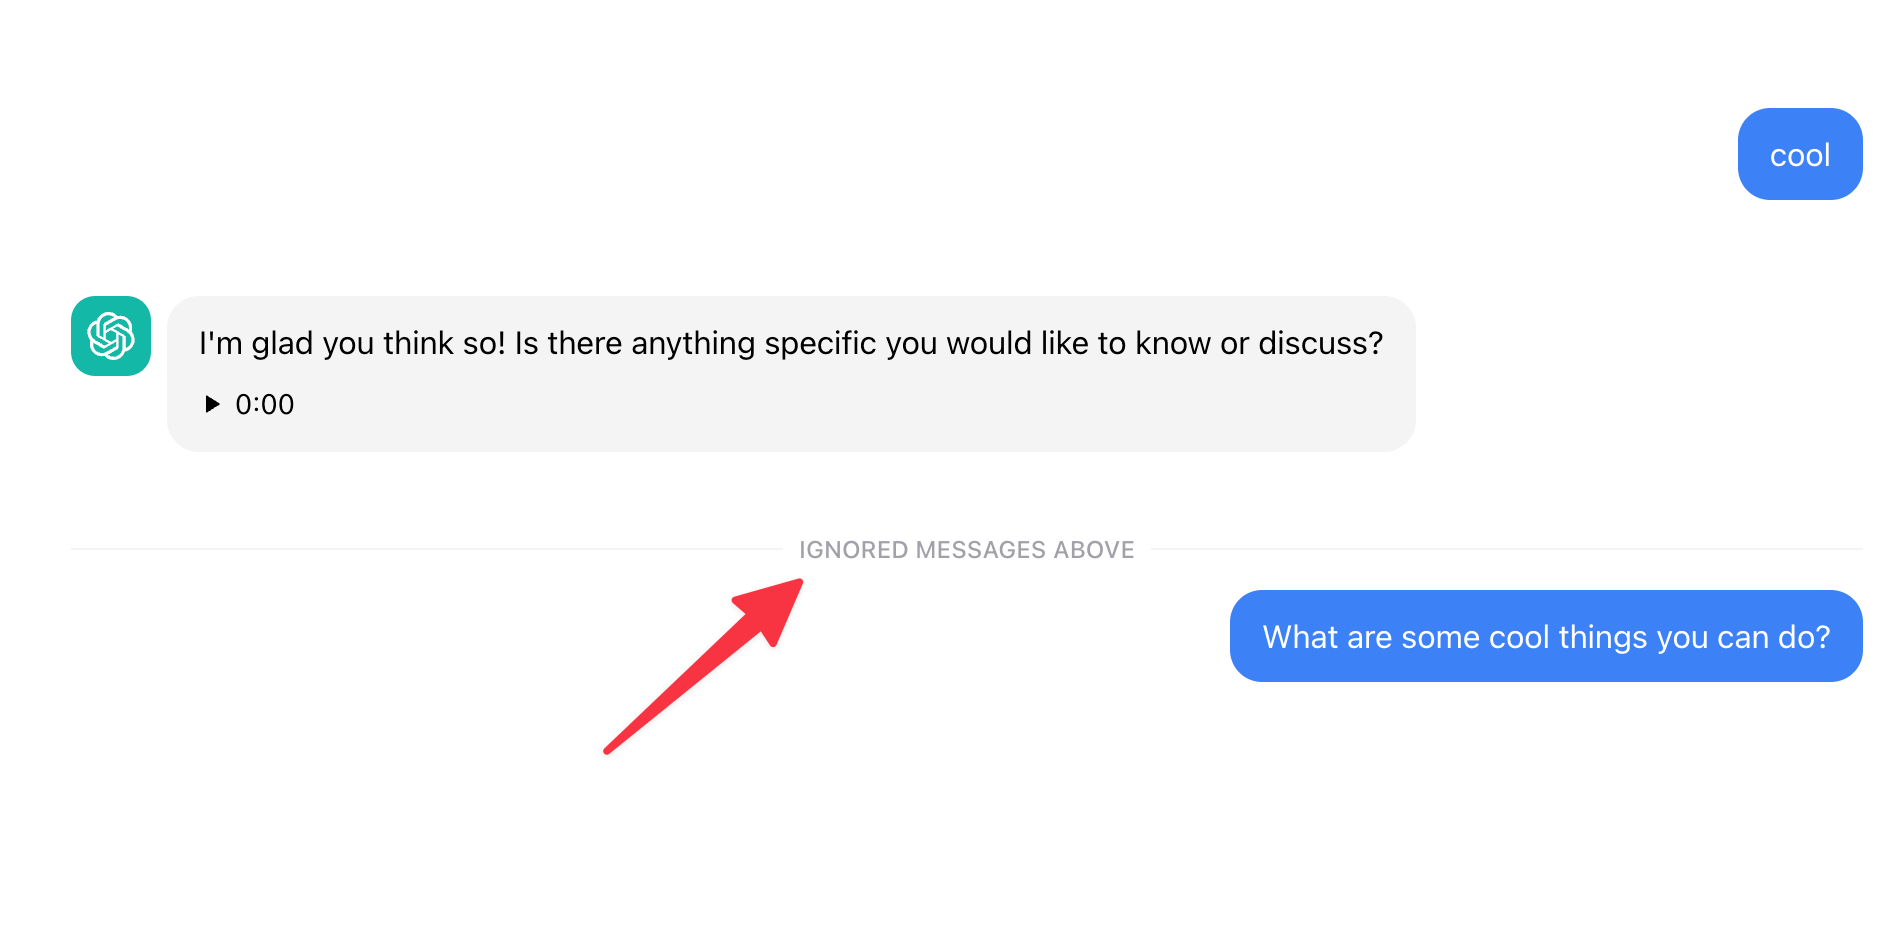 cool
I'm glad you think so! Is there anything specific you would like to know or discuss?
0:00
IGNORED MESSAGES ABOVE
What are some cool things you can do?